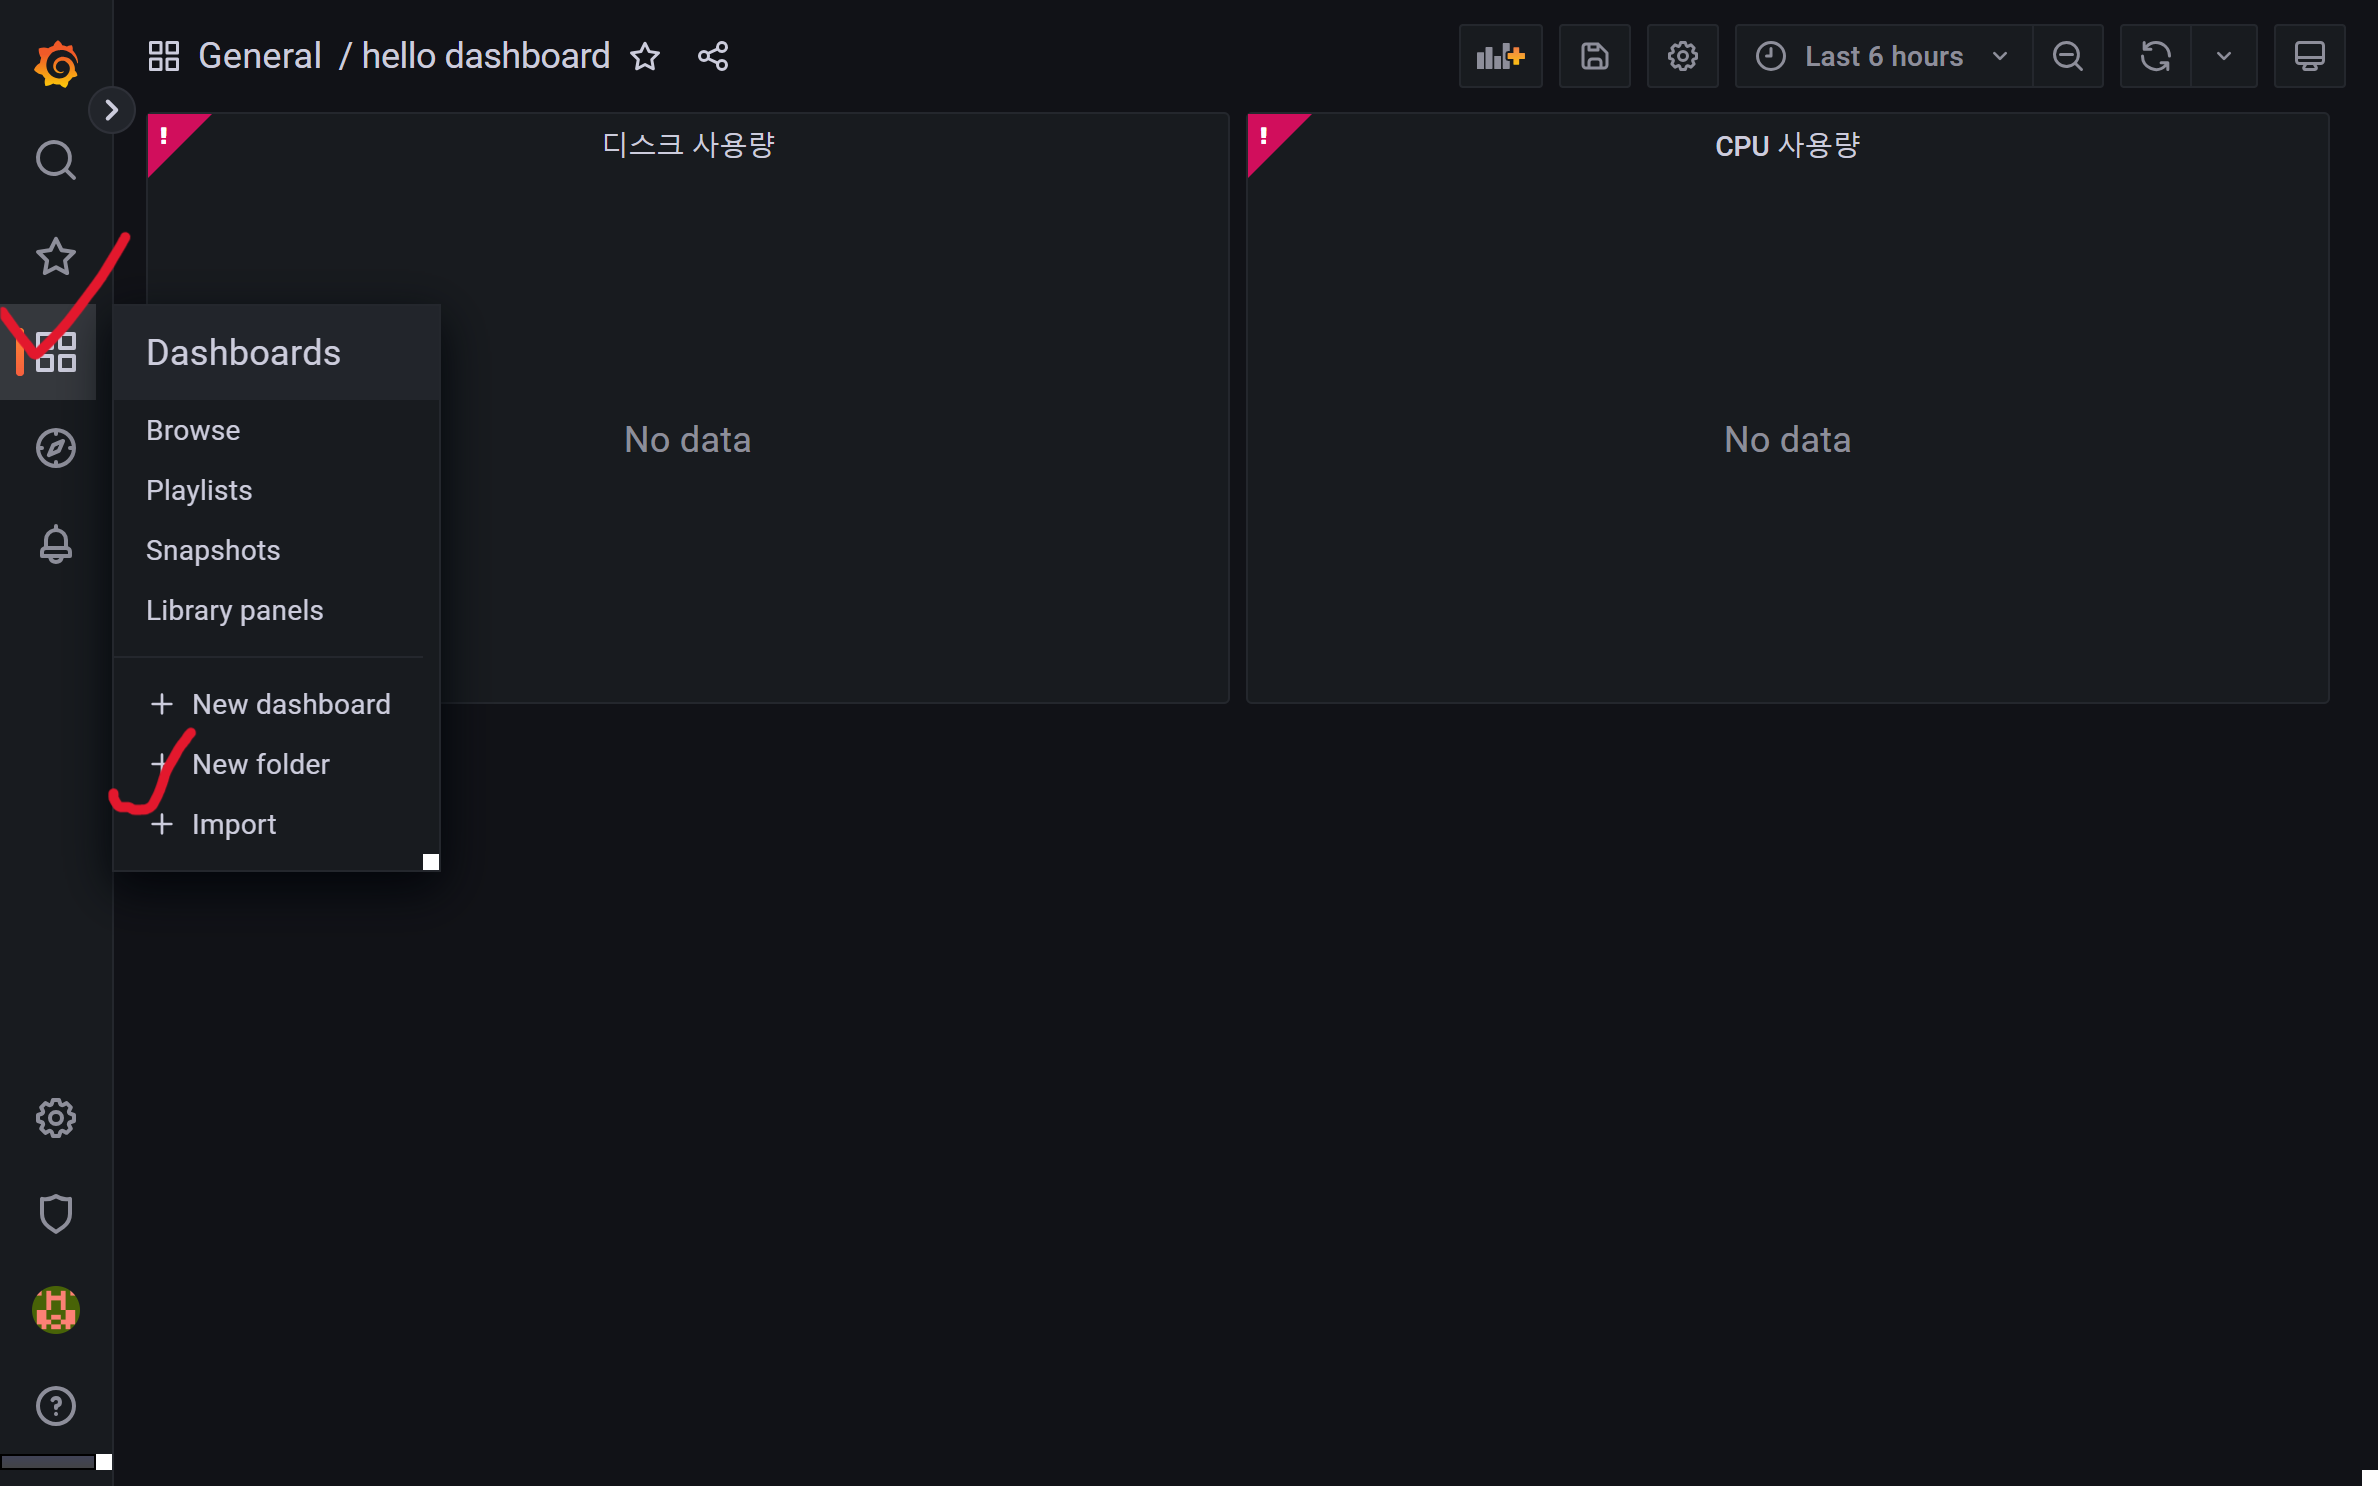 General / hello dashboard
Last 6 hours
디스크 사용량
CPU 사용량
!
!
No data
No data
Dashboards
Browse
Playlists
Snapshots
Library panels
New dashboard
New folder
Import